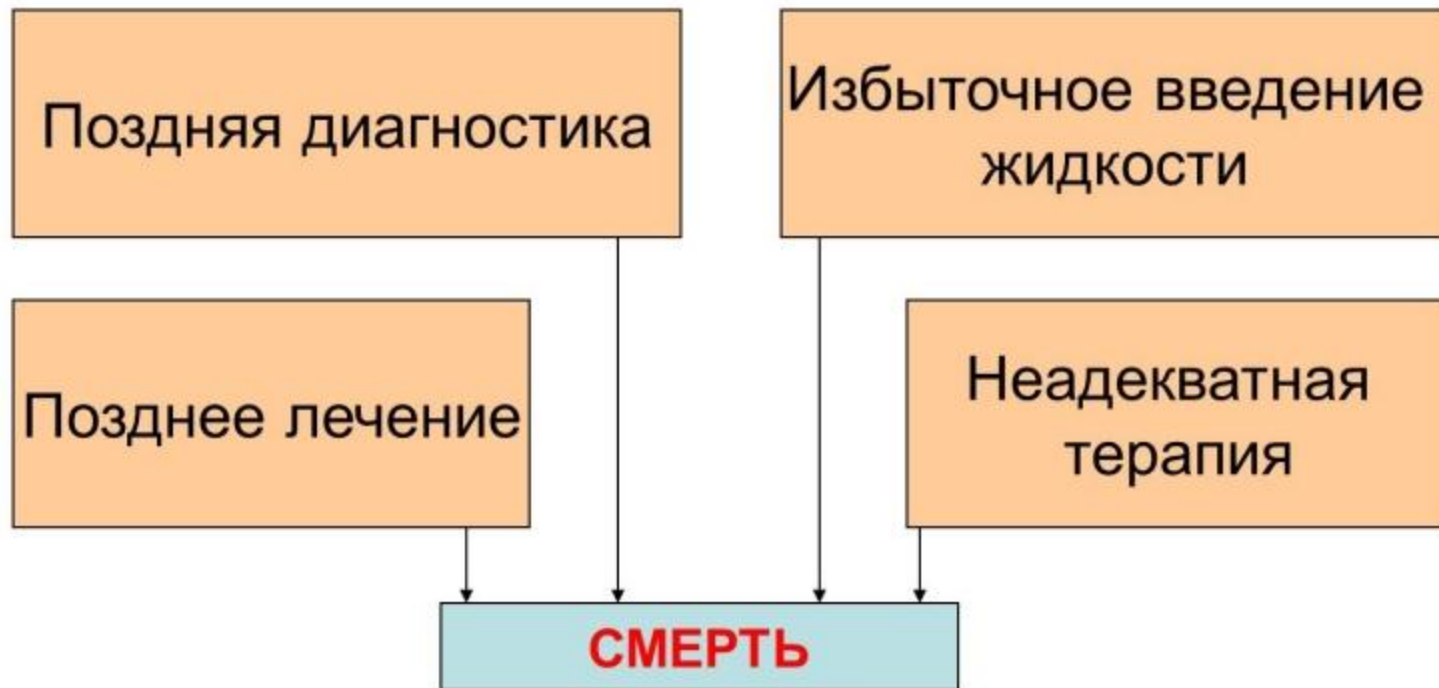 Поздняя диагностика
Избыточное введение
жидкости
Позднее лечение
Неадекватная
терапия
СМЕРТЬ